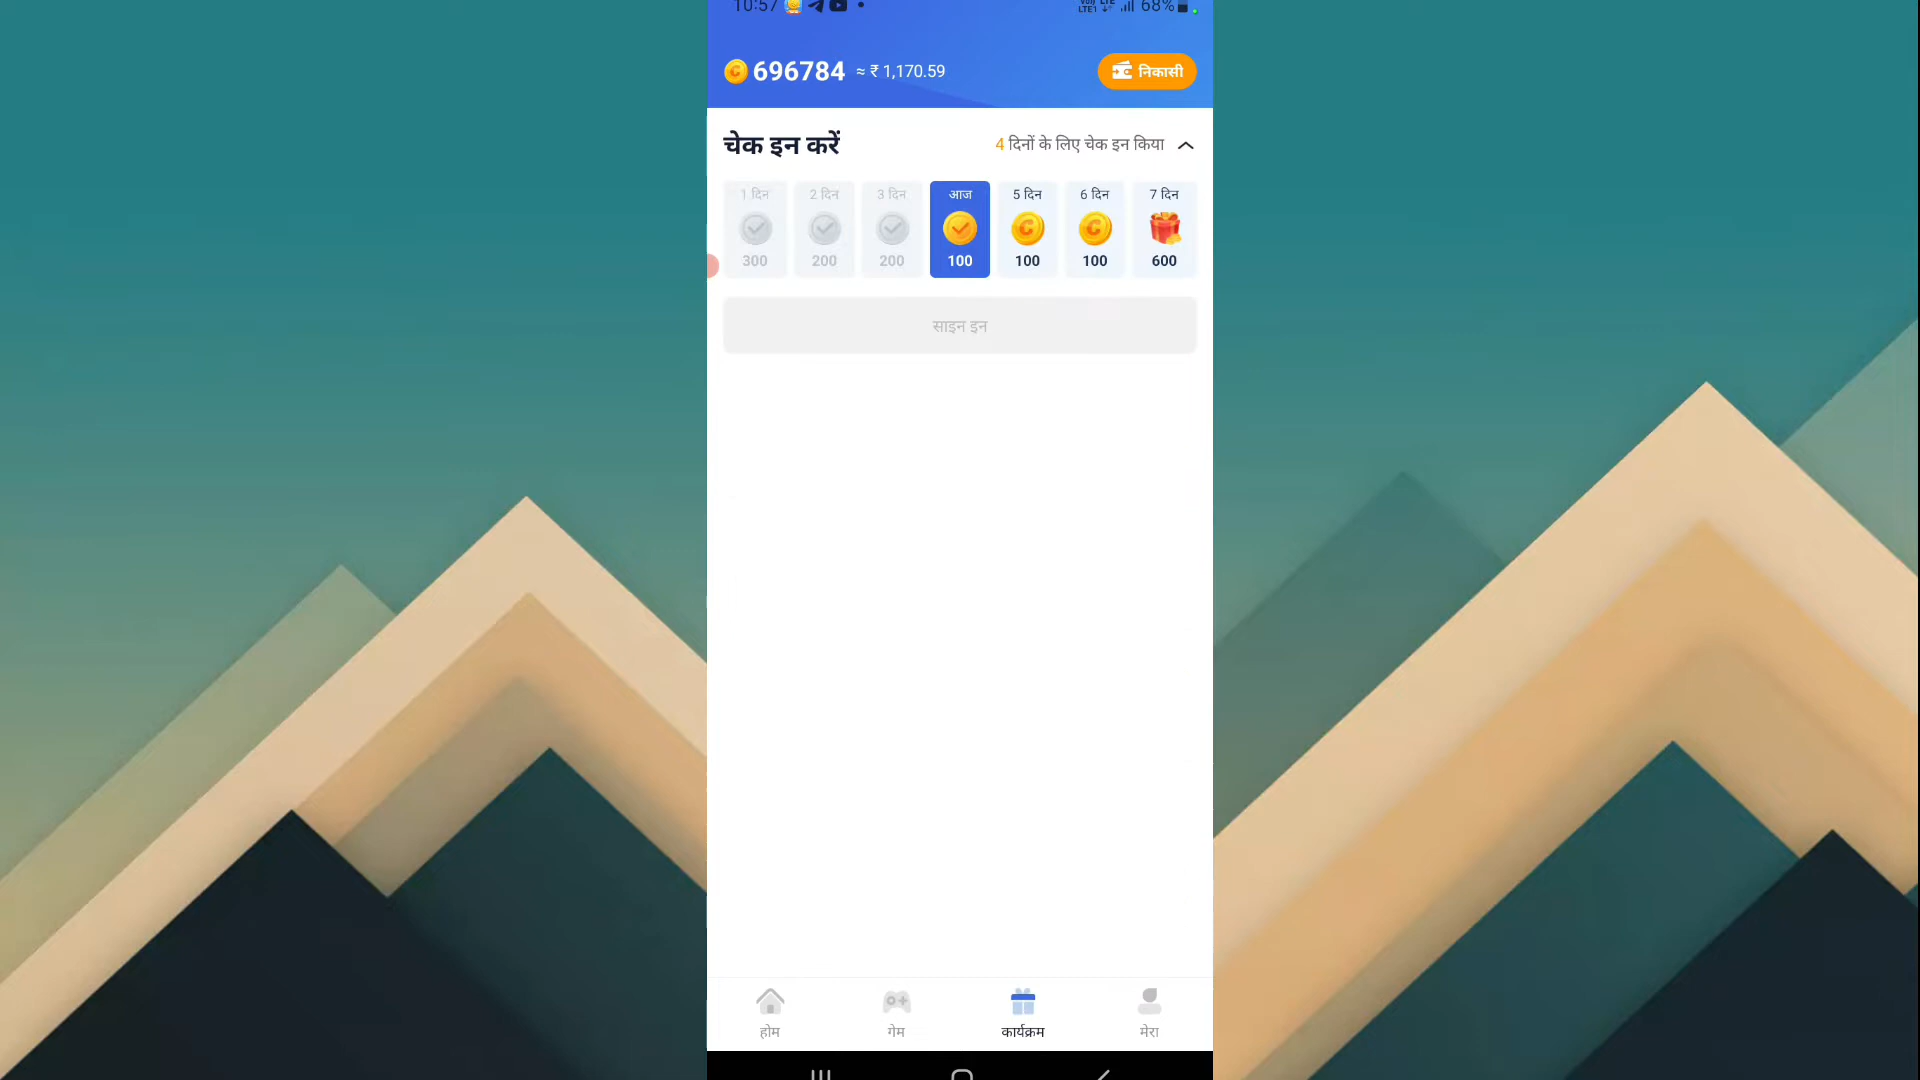 10:57 68%
696784 ≈ ₹ 1,170.59 निकासी
चेक इन करें 4 दिनों के लिए चेक इन किया
1 दिन 2 दिन 3 दिन आज 5 दिन 6 दिन 7 दिन
300 200 200 100 100 100 600
साइन इन
होम गेम कार्यक्रम मेरा